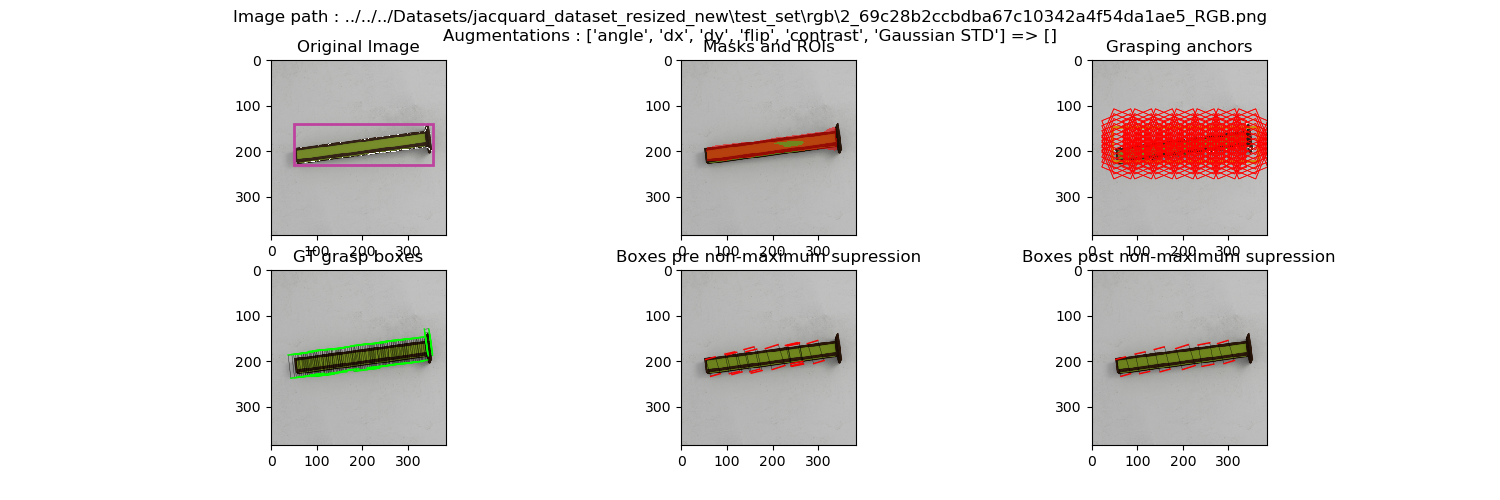 Image path : ../../../Datasets/jacquard_dataset_resized_new\test_set\rgb\2_69c28b2ccbdba67c10342a4f54da1ae5_RGB.png
Augmentations : ['angle', 'dx', 'dy', 'flip', 'contrast', 'Gaussian STD'] => []
Original Image
Masks and ROIs
Grasping anchors
0
100
200
300
0 100 200 300
0
100
200
300
0 100 200 300
0
100
200
300
0 100 200 300
GT grasp boxes
Boxes pre non-maximum supression
Boxes post non-maximum supression
0
100
200
300
0 100 200 300
0
100
200
300
0 100 200 300
0
100
200
300
0 100 200 300